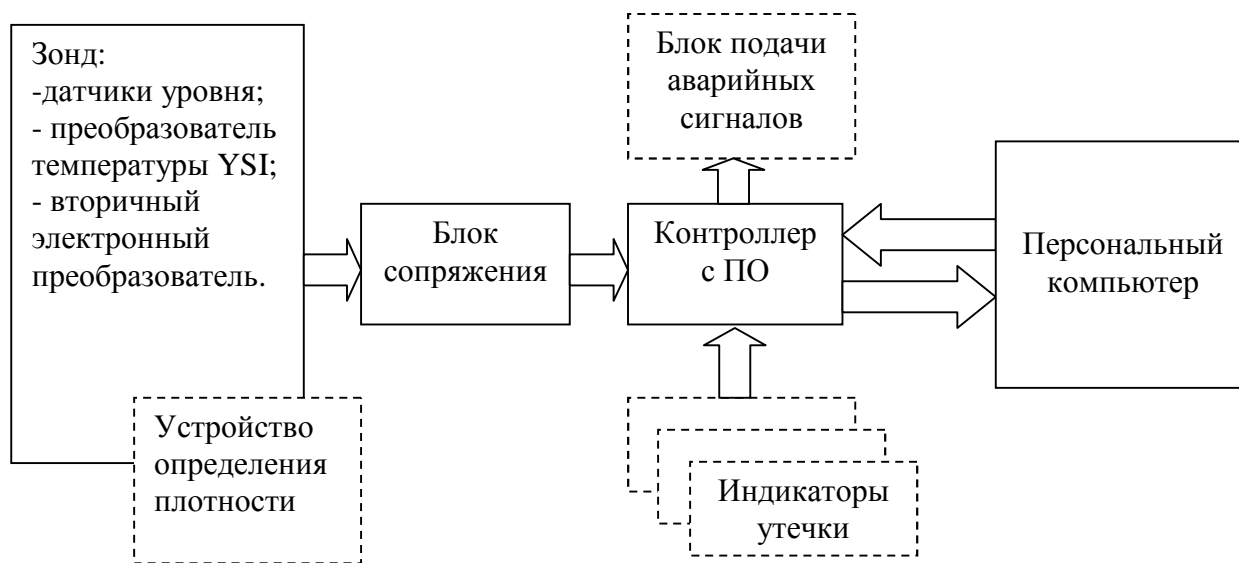 Зонд:
-датчики уровня;
- преобразователь
температуры YSI;
- вторичный
электронный
преобразователь.
Устройство
определения
плотности
Блок
сопряжения
Блок подачи
аварийных
сигналов
Контроллер
с ПО
Индикаторы
утечки
Персональный
компьютер